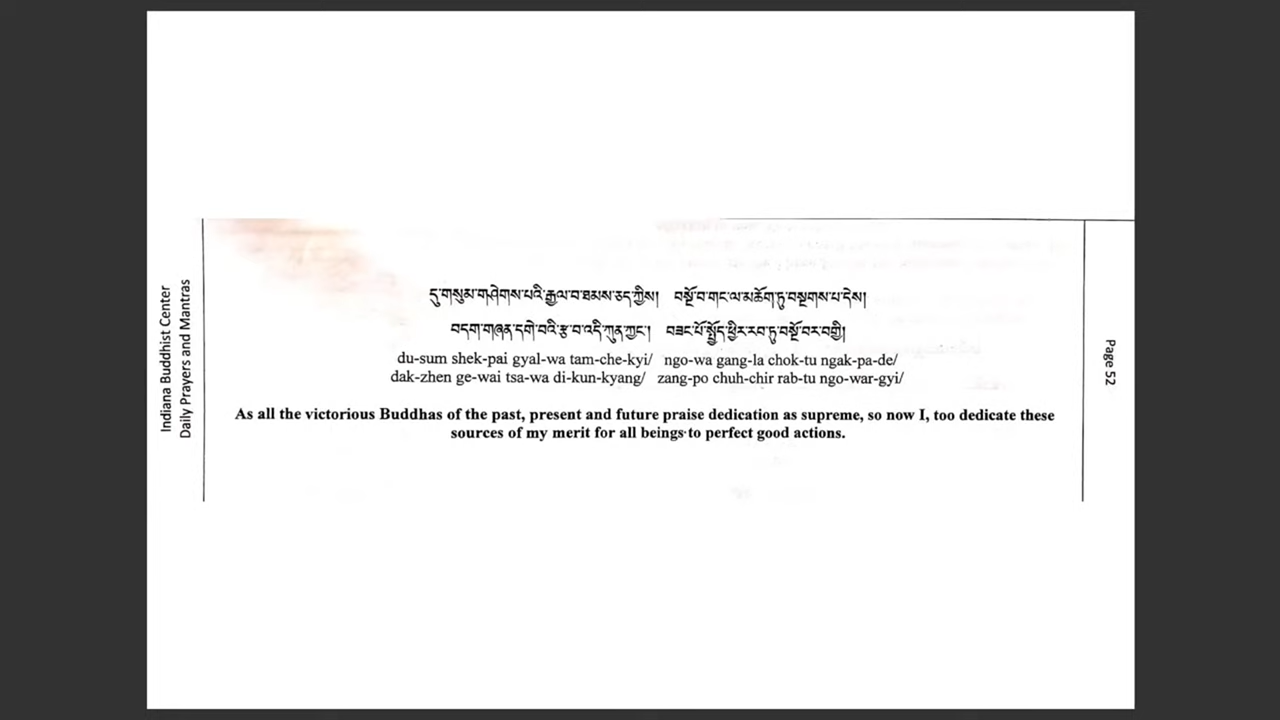 Indiana Buddhist Center
Daily Prayers and Mantras
དུ་གསུམ་གཤེགས་པའི་རྒྱལ་བ་ཐམས་ཅད་ཀྱིས། བསྔོ་བ་གང་ལ་མཆོག་ཏུ་བསྔགས་པ་དེས།
བདག་གཞན་དགེ་བའི་རྩ་བ་འདི་ཀུན་ཀྱང་། བཟང་པོ་སྤྱོད་ཕྱིར་རབ་ཏུ་བསྔོ་བར་བགྱི།
du-sum shek-pai gyal-wa tam-che-kyi/ ngo-wa gang-la chok-tu ngak-pa-de/
dak-zhen ge-wai tsa-wa di-kun-kyang/ zang-po chuh-chir rab-tu ngo-war-gyi/
As all the victorious Buddhas of the past, present and future praise dedication as supreme, so now I, too dedicate these
sources of my merit for all beings to perfect good actions.
Page 52